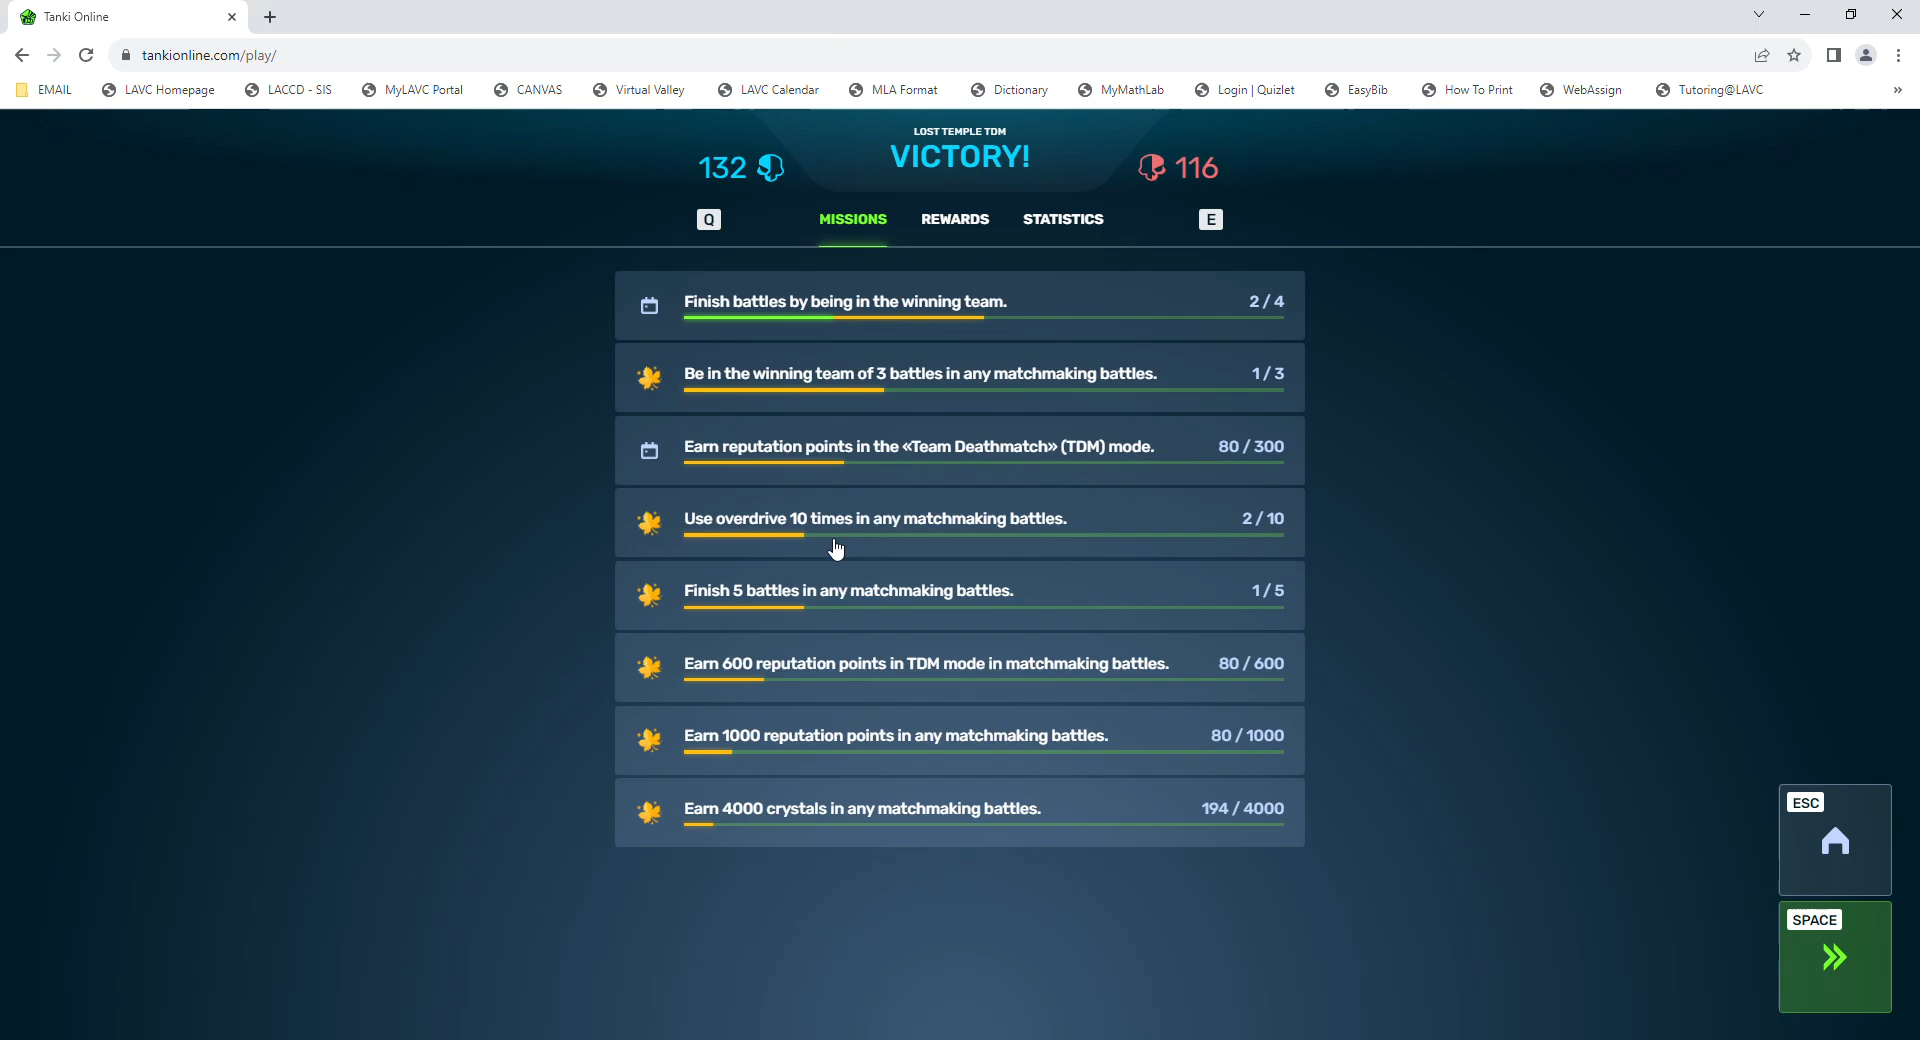 Tanki Online
tankionline.com/play/
EMAIL LAVC Homepage LACCD - SIS MyLAVC Portal CANVAS Virtual Valley LAVC Calendar MLA Format Dictionary MyMathLab Login | Quizlet EasyBib How To Print WebAssign Tutoring@LAVC »
LOST TEMPLE TDM
132 VICTORY! 116
Q MISSIONS REWARDS STATISTICS E
Finish battles by being in the winning team. 2 / 4
Be in the winning team of 3 battles in any matchmaking battles. 1 / 3
Earn reputation points in the «Team Deathmatch» (TDM) mode. 80 / 300
Use overdrive 10 times in any matchmaking battles. 2 / 10
Finish 5 battles in any matchmaking battles. 1 / 5
Earn 600 reputation points in TDM mode in matchmaking battles. 80 / 600
Earn 1000 reputation points in any matchmaking battles. 80 / 1000
Earn 4000 crystals in any matchmaking battles. 194 / 4000
ESC
SPACE